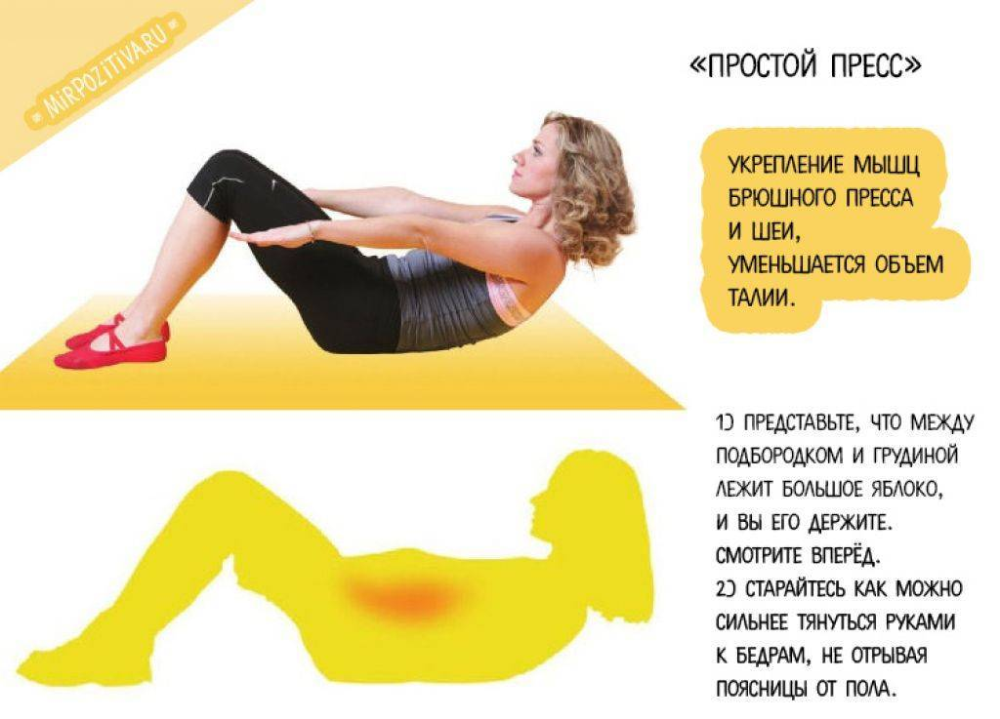 MiRPOZiTiVA.RU
«ПРОСТОЙ ПРЕСС»
УКРЕПЛЕНИЕ МЫШЦ
БРЮШНОГО ПРЕССА
И ШЕИ,
УМЕНЬШАЕТСЯ ОБЪЕМ
ТАЛИИ.
1) ПРЕДСТАВЬТЕ, ЧТО МЕЖДУ
ПОДБОРОДКОМ И ГРУДИНОЙ
ЛЕЖИТ БОЛЬШОЕ ЯБЛОКО,
И ВЫ ЕГО ДЕРЖИТЕ.
СМОТРИТЕ ВПЕРЁД.
2) СТАРАЙТЕСЬ КАК МОЖНО
СИЛЬНЕЕ ТЯНУТЬСЯ РУКАМИ
К БЕДРАМ, НЕ ОТРЫВАЯ
ПОЯСНИЦЫ ОТ ПОЛА.